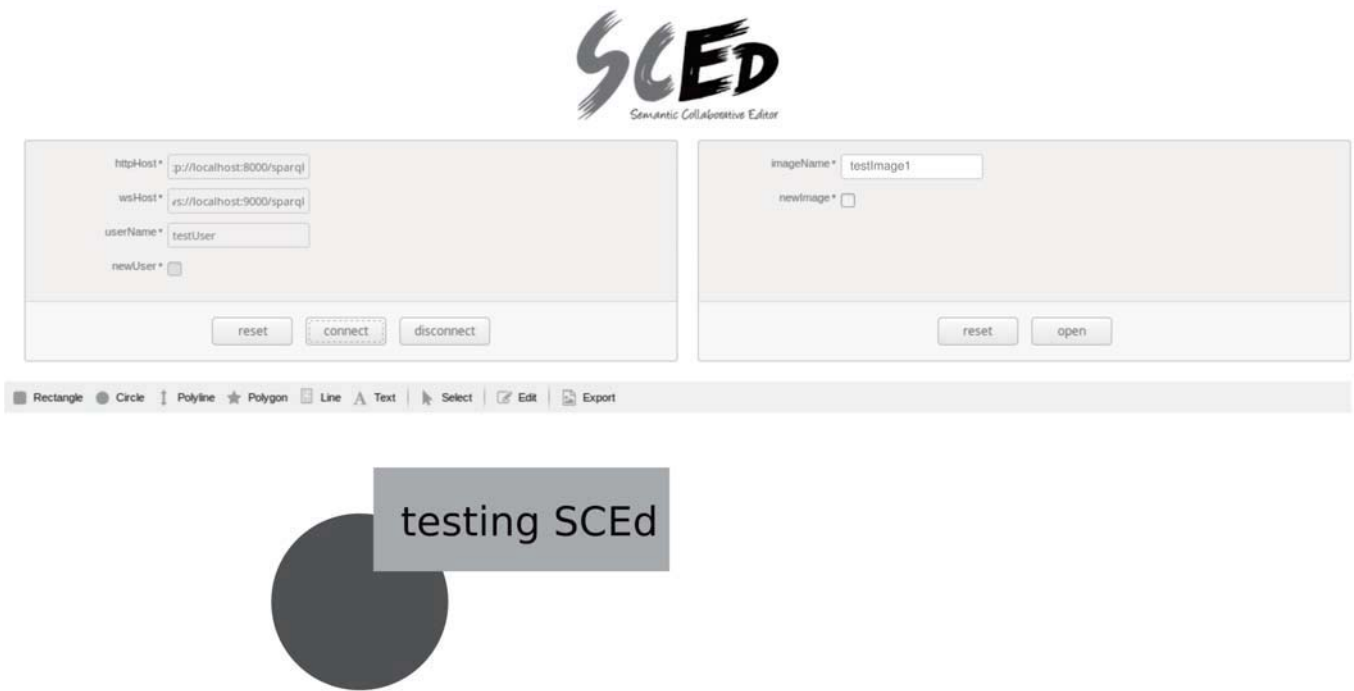 SCEd
Semantic Collaborative Editor
httpHost *
:p://localhost:8000/sparql
wsHost *
s://localhost:9000/sparql
userName *
testUser
newUser *
reset connect disconnect
imageName *
testImage1
newImage *
reset open
Rectangle Circle Polyline Polygon Line A Text Select Edit Export
testing SCEd